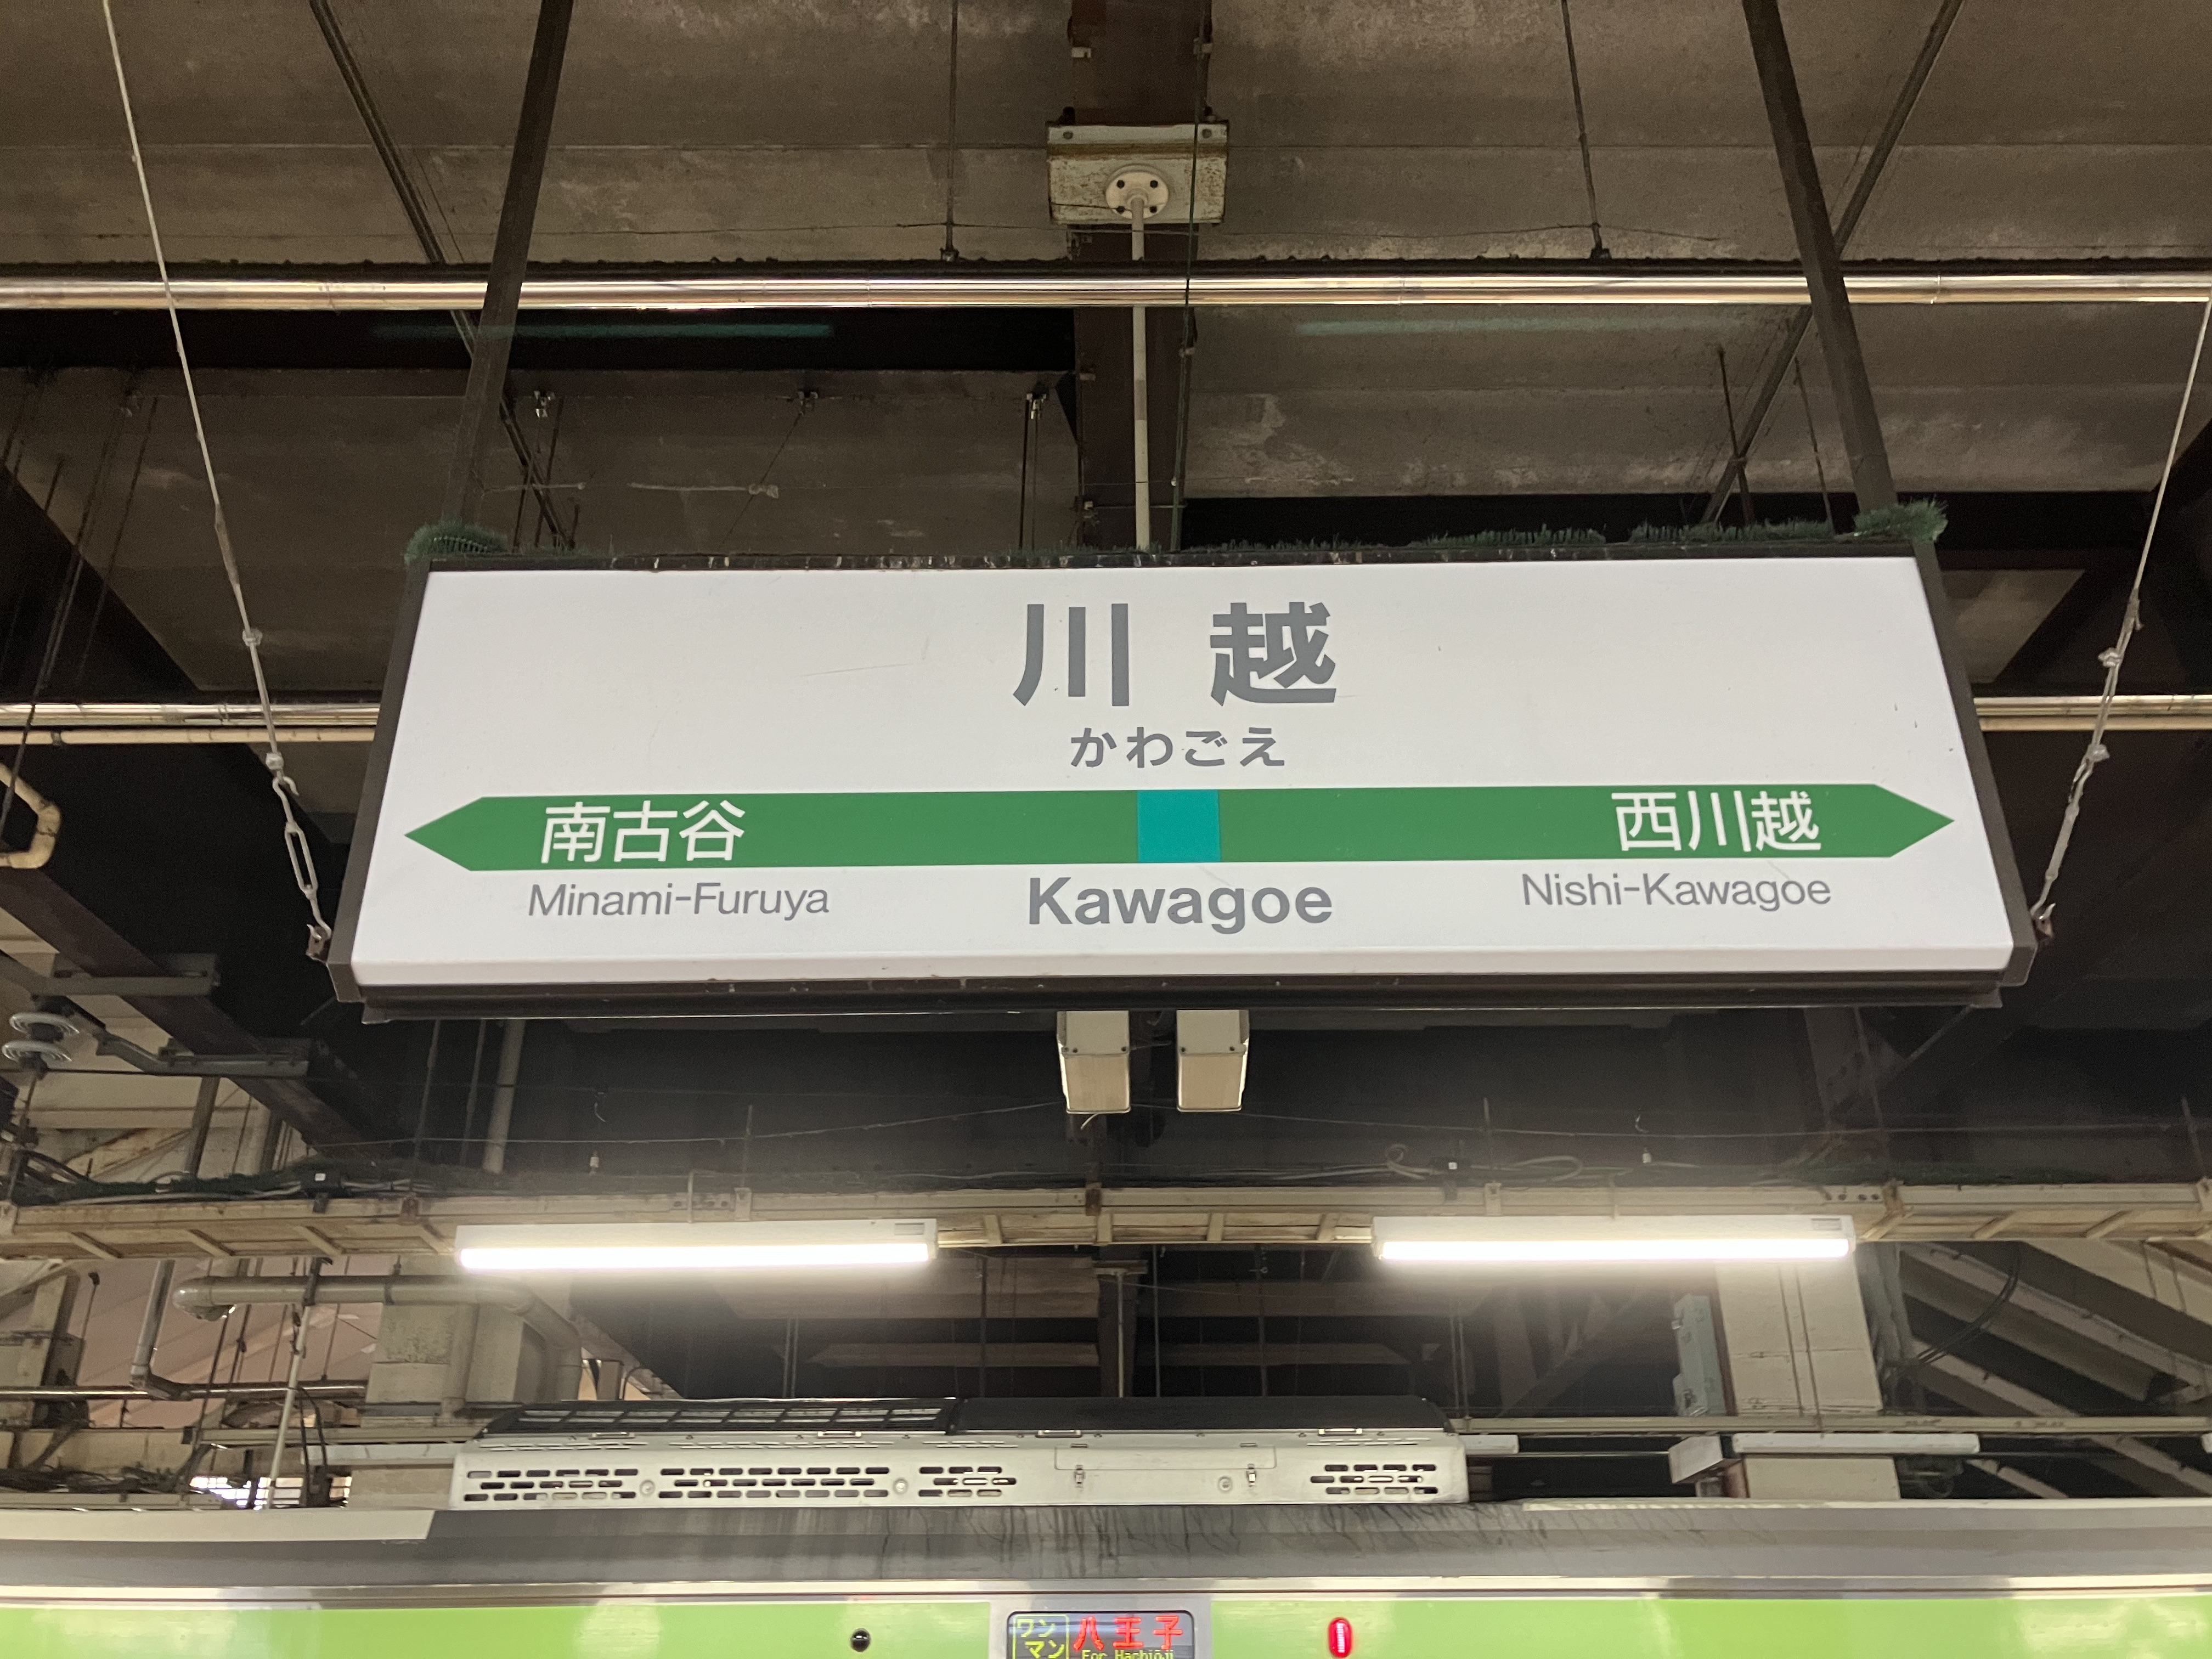 川越
かわごえ
南古谷
西川越
Minami-Furuya
Kawagoe
Nishi-Kawagoe
ワン
マン
八王子
For Hachiōji